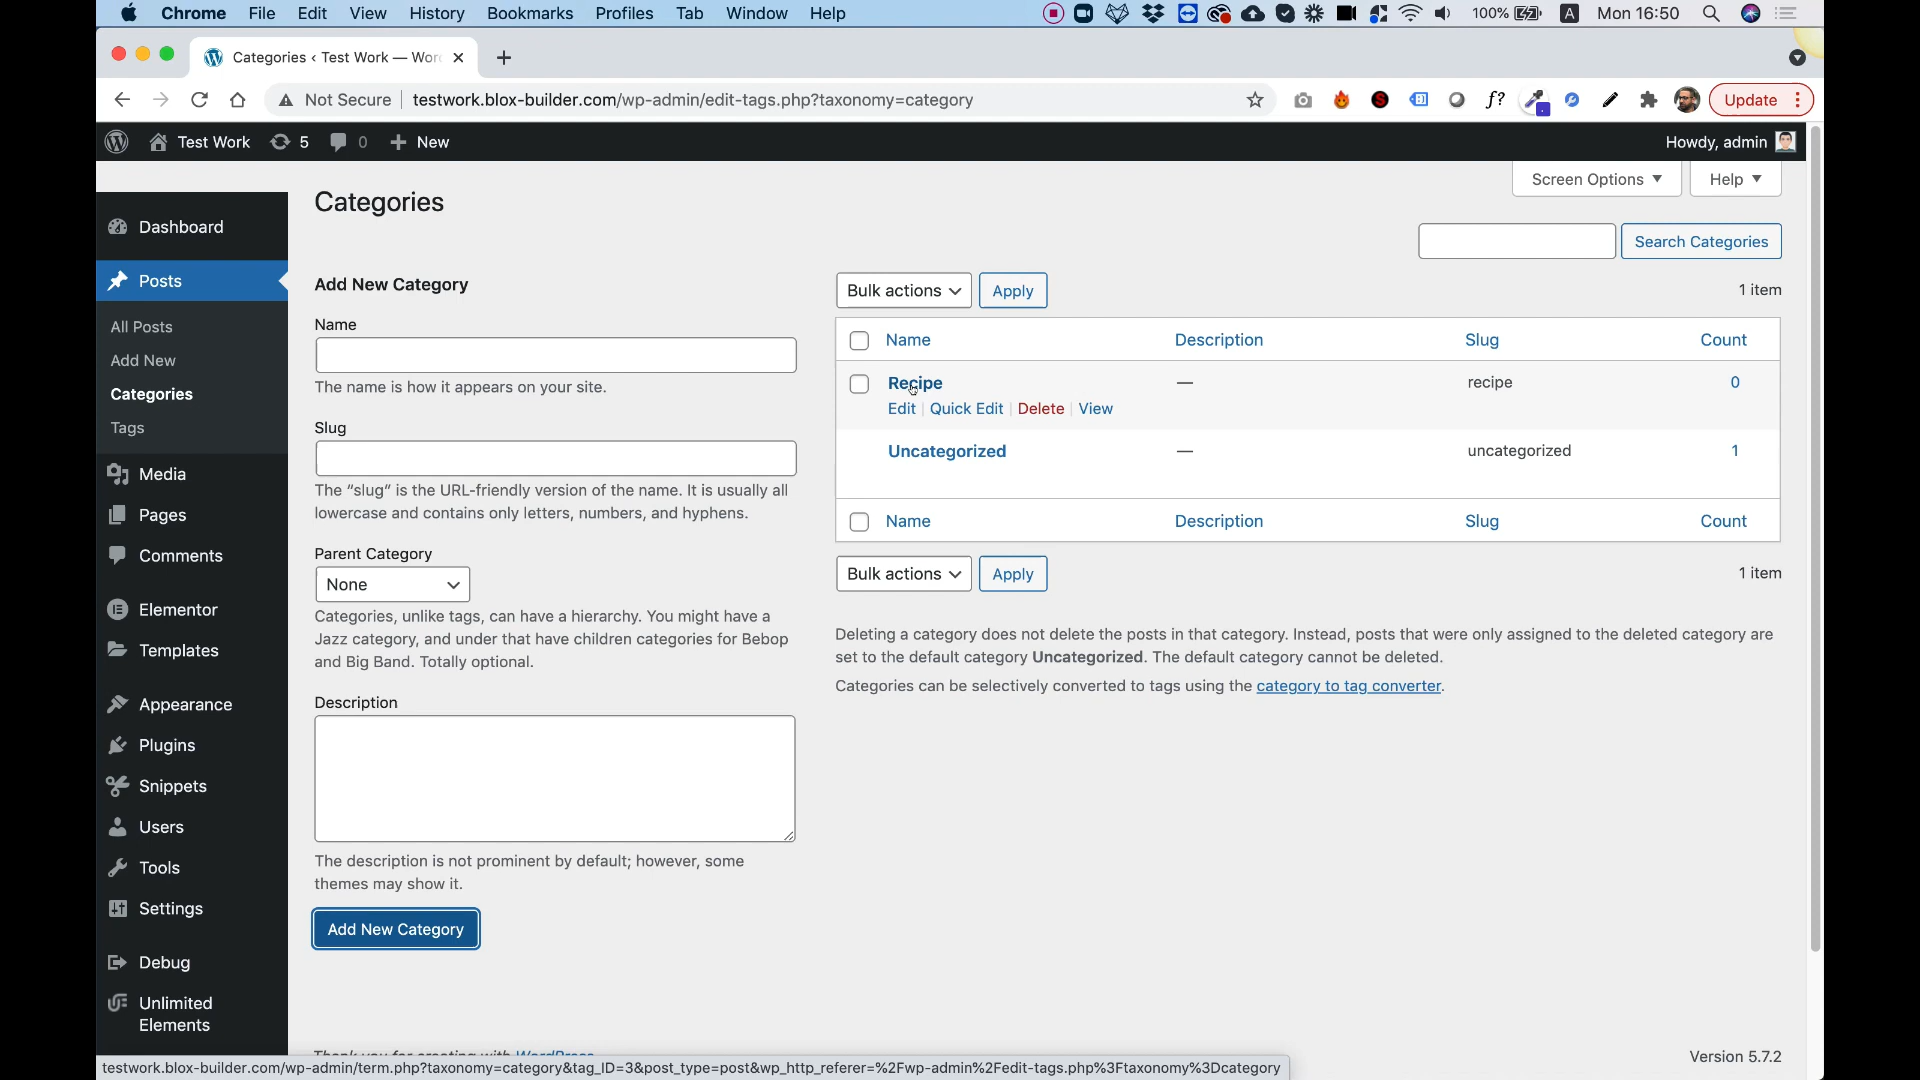 Chrome File Edit View History Bookmarks Profiles Tab Window Help 100% A Mon 16:50
Categories ‹ Test Work — Wor
Not Secure testwork.blox-builder.com/wp-admin/edit-tags.php?taxonomy=category S f? Update
Test Work 5 0 New Howdy, admin
Screen Options Help
Categories
Search Categories
Dashboard
Posts
All Posts
Add New
Categories
Tags
Media
Pages
Comments
Elementor
Templates
Appearance
Plugins
Snippets
Users
Tools
Settings
Debug
Unlimited
Elements
Add New Category
Name
The name is how it appears on your site.
Slug
The “slug” is the URL-friendly version of the name. It is usually all
lowercase and contains only letters, numbers, and hyphens.
Parent Category
None
Categories, unlike tags, can have a hierarchy. You might have a
Jazz category, and under that have children categories for Bebop
and Big Band. Totally optional.
Description
The description is not prominent by default; however, some
themes may show it.
Add New Category
Bulk actions Apply 1 item
Name Description Slug Count
Recipe — recipe 0
Edit | Quick Edit | Delete | View
Uncategorized — uncategorized 1
Name Description Slug Count
Bulk actions Apply 1 item
Deleting a category does not delete the posts in that category. Instead, posts that were only assigned to the deleted category are
set to the default category Uncategorized. The default category cannot be deleted.
Categories can be selectively converted to tags using the category to tag converter.
Thank you for creating with WordPress
Version 5.7.2
testwork.blox-builder.com/wp-admin/term.php?taxonomy=category&tag_ID=3&post_type=post&wp_http_referer=%2Fwp-admin%2Fedit-tags.php%3Ftaxonomy%3Dcategory